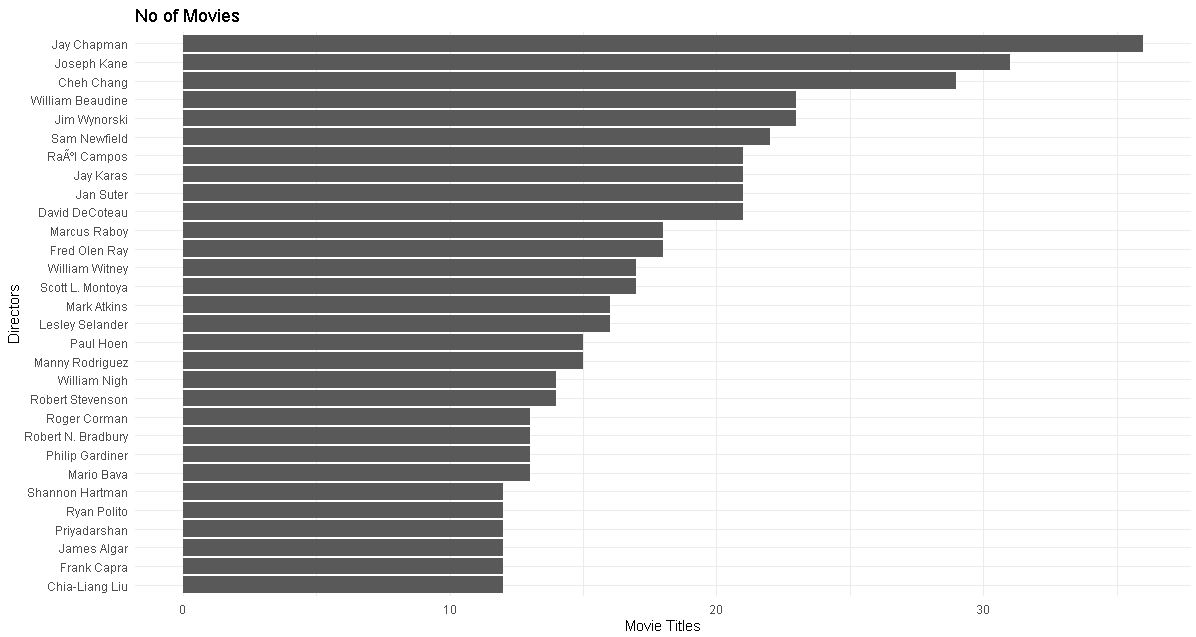 No of Movies
Jay Chapman
Joseph Kane
Cheh Chang
William Beaudine
Jim Wynorski
Sam Newfield
RaÃºl Campos
Jay Karas
Jan Suter
David DeCoteau
Marcus Raboy
Fred Olen Ray
William Witney
Scott L. Montoya
Mark Atkins
Lesley Selander
Paul Hoen
Manny Rodriguez
William Nigh
Robert Stevenson
Roger Corman
Robert N. Bradbury
Philip Gardiner
Mario Bava
Shannon Hartman
Ryan Polito
Priyadarshan
James Algar
Frank Capra
Chia-Liang Liu
Directors
0 10 20 30
Movie Titles